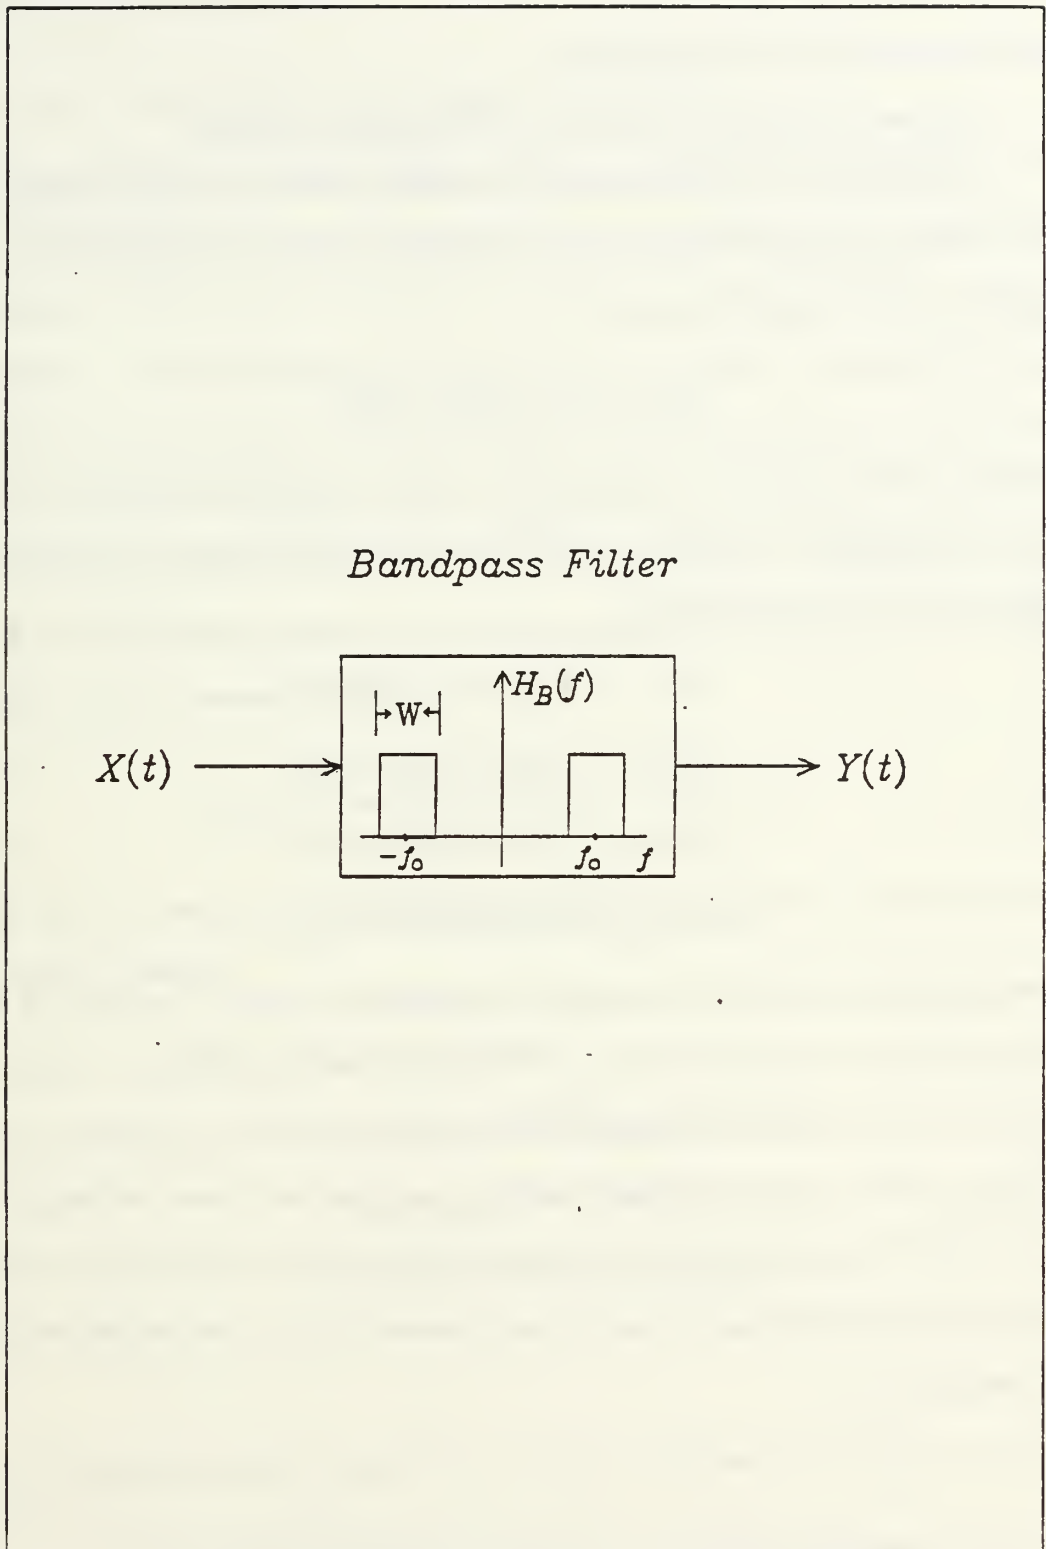 Bandpass Filter
H_B(f)
W
X(t)
Y(t)
-f₀
f₀
f